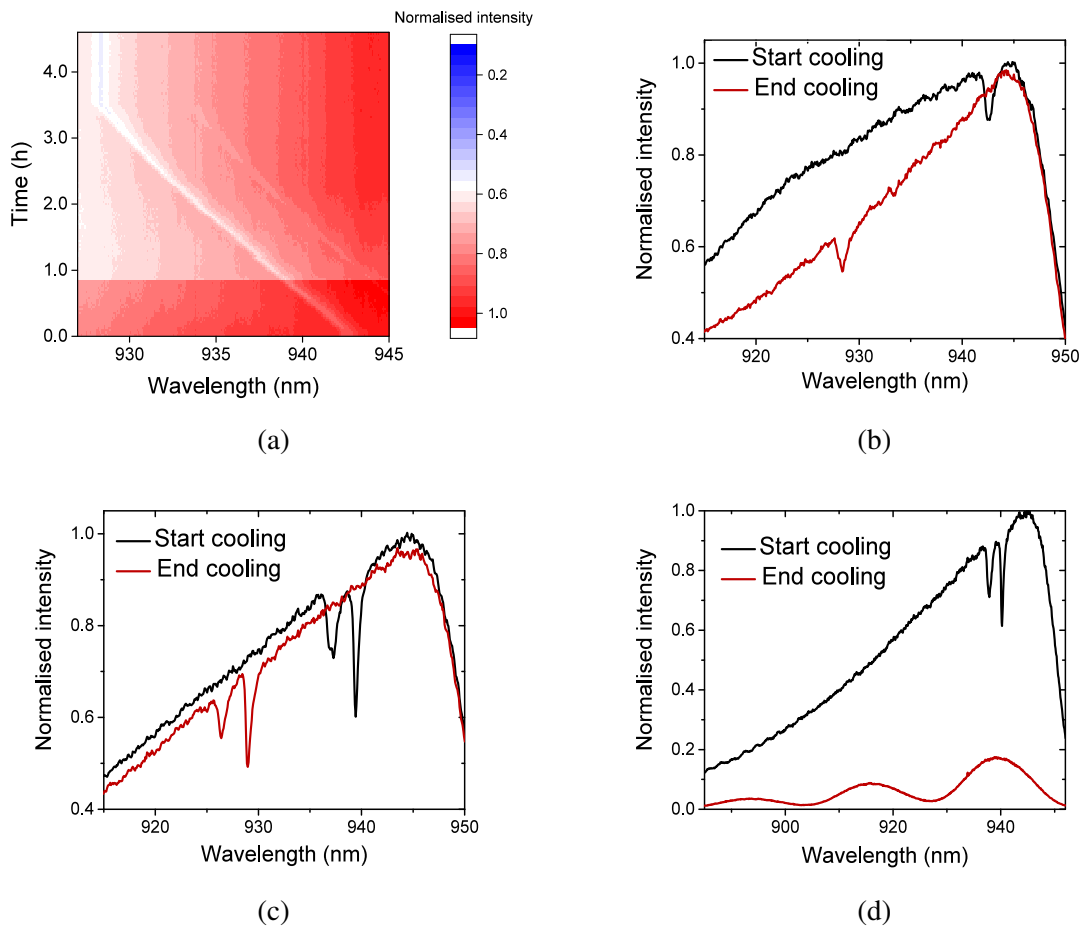 Normalised intensity
4.0
3.0
2.0
1.0
0.0
Time (h)
930 935 940 945
Wavelength (nm)
0.2
0.4
0.6
0.8
1.0
(a)
Start cooling
End cooling
1.0
0.8
0.6
0.4
Normalised intensity
920 930 940 950
Wavelength (nm)
(b)
Start cooling
End cooling
1.0
0.8
0.6
0.4
Normalised intensity
920 930 940 950
Wavelength (nm)
(c)
Start cooling
End cooling
1.0
0.8
0.6
0.4
0.2
0.0
Normalised intensity
900 920 940
Wavelength (nm)
(d)